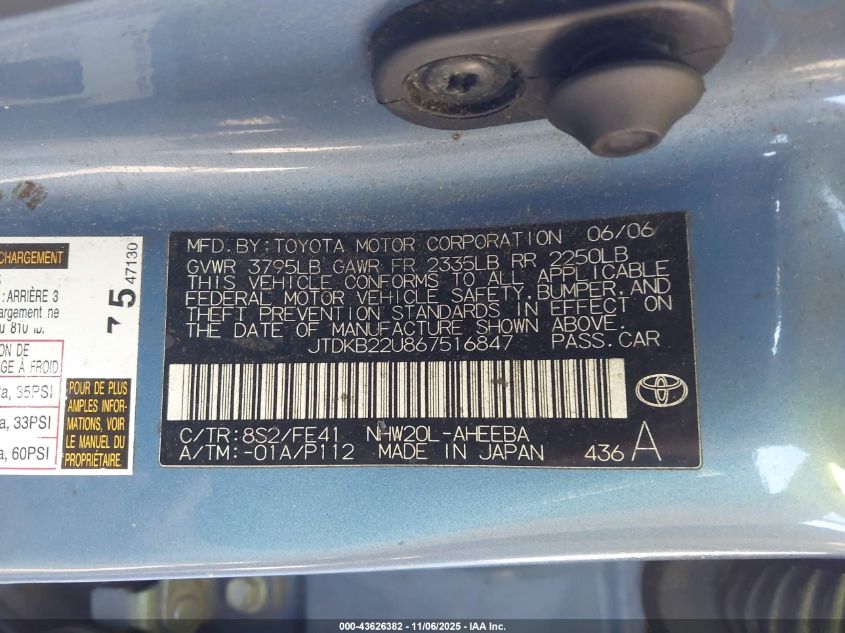 CHARGEMENT
: ARRIÈRE 3
argement ne
810
ION DE
AGE À FROID
a, 35PSI
a, 33PSI
a, 60PSI
75
47130
POUR DE PLUS
AMPLES INFOR-
MATIONS, VOIR
LE MANUEL DU
PROPRIÉTAIRE
MFD. BY: TOYOTA MOTOR CORPORATION 06/06
GVWR 3795LB GAWR FR 2335LB RR 2250LB
THIS VEHICLE CONFORMS TO ALL APPLICABLE
FEDERAL MOTOR VEHICLE SAFETY, BUMPER, AND
THEFT PREVENTION STANDARDS IN EFFECT ON
THE DATE OF MANUFACTURE SHOWN ABOVE.
JTDKB22U867516847 PASS. CAR
C/TR: 8S2/FE41 NHW20L-AHEEBA
A/TM: -01A/P112 MADE IN JAPAN 436 A
000-43626382 - 11/06/2025 - IAA Inc.